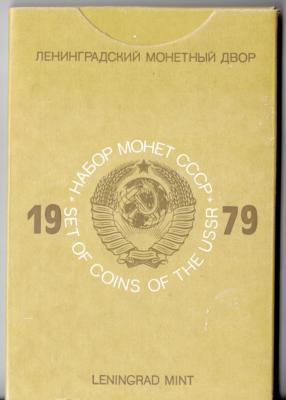 ЛЕНИНГРАДСКИЙ МОНЕТНЫЙ ДВОР
* НАБОР МОНЕТ СССР *
19 79
SET OF COINS OF THE USSR
LENINGRAD MINT